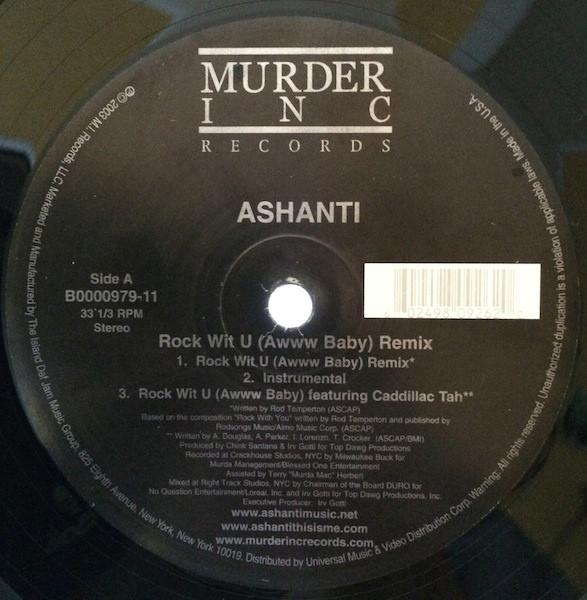 MURDER
I N C
RECORDS
ASHANTI
Side A
B0000979-11
33`1/3 RPM
Stereo
Rock Wit U (Awww Baby) Remix
1. Rock Wit U (Awww Baby) Remix*
2. Instrumental
3. Rock Wit U (Awww Baby) featuring Caddillac Tah**
*Written by Rod Temperton (ASCAP)
Based on the composition "Rock With You" written by Rod Temperton and published by
Rodsongs Music/Almo Music Corp. (ASCAP)
** Written by A. Douglas, A. Parker, I. Lorenzo, T. Crocker (ASCAP/BMI)
Produced by Chink Santana & Irv Gotti for Top Dawg Productions
Recorded at Crackhouse Studios, NYC by Milwaukee Buck for
Murda Management/Blessed One Entertainment
Assisted by Terry "Murda Mac" Herbert
Mixed at Right Track Studios, NYC by Chairman of the Board DURO for
No Question Entertainment/Loreal, Inc. and Irv Gotti for Top Dawg Productions, Inc.
Executive Producer: Irv Gotti
www.ashantimusic.net
www.ashantithisisme.com
www.murderincrecords.com
℗© 2003 M.I. Records, LLC. Marketed and Manufactured by The Island Def Jam Music Group, 825 Eighth Avenue, New York, New York 10019. Distributed by Universal Music & Video Distribution Corp. Warning: All rights reserved. Unauthorized duplication is a violation of applicable laws. Made in the U.S.A.